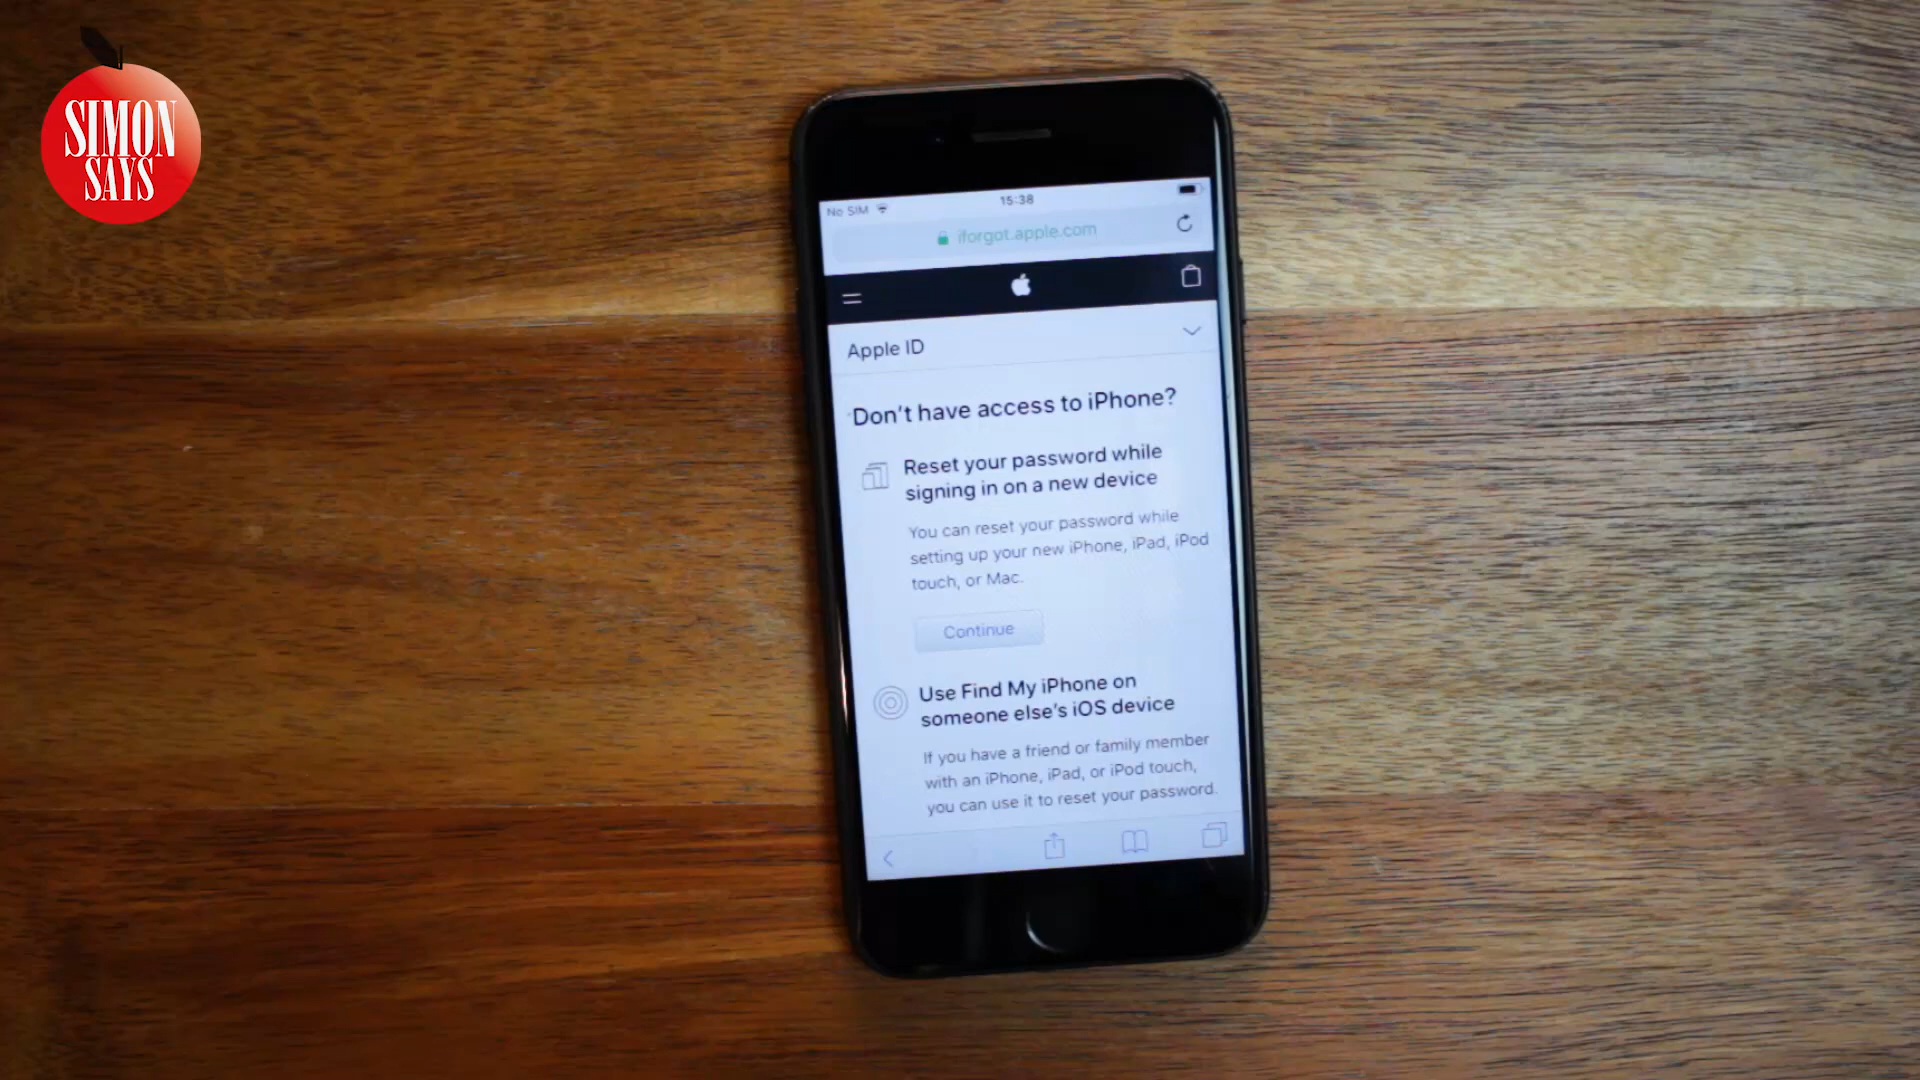 SIMON
SAYS
No SIM
15:38
iforgot.apple.com
Apple ID
Don't have access to iPhone?
Reset your password while
signing in on a new device
You can reset your password while
setting up your new iPhone, iPad, iPod
touch, or Mac.
Continue
Use Find My iPhone on
someone else's iOS device
If you have a friend or family member
with an iPhone, iPad, or iPod touch,
you can use it to reset your password.